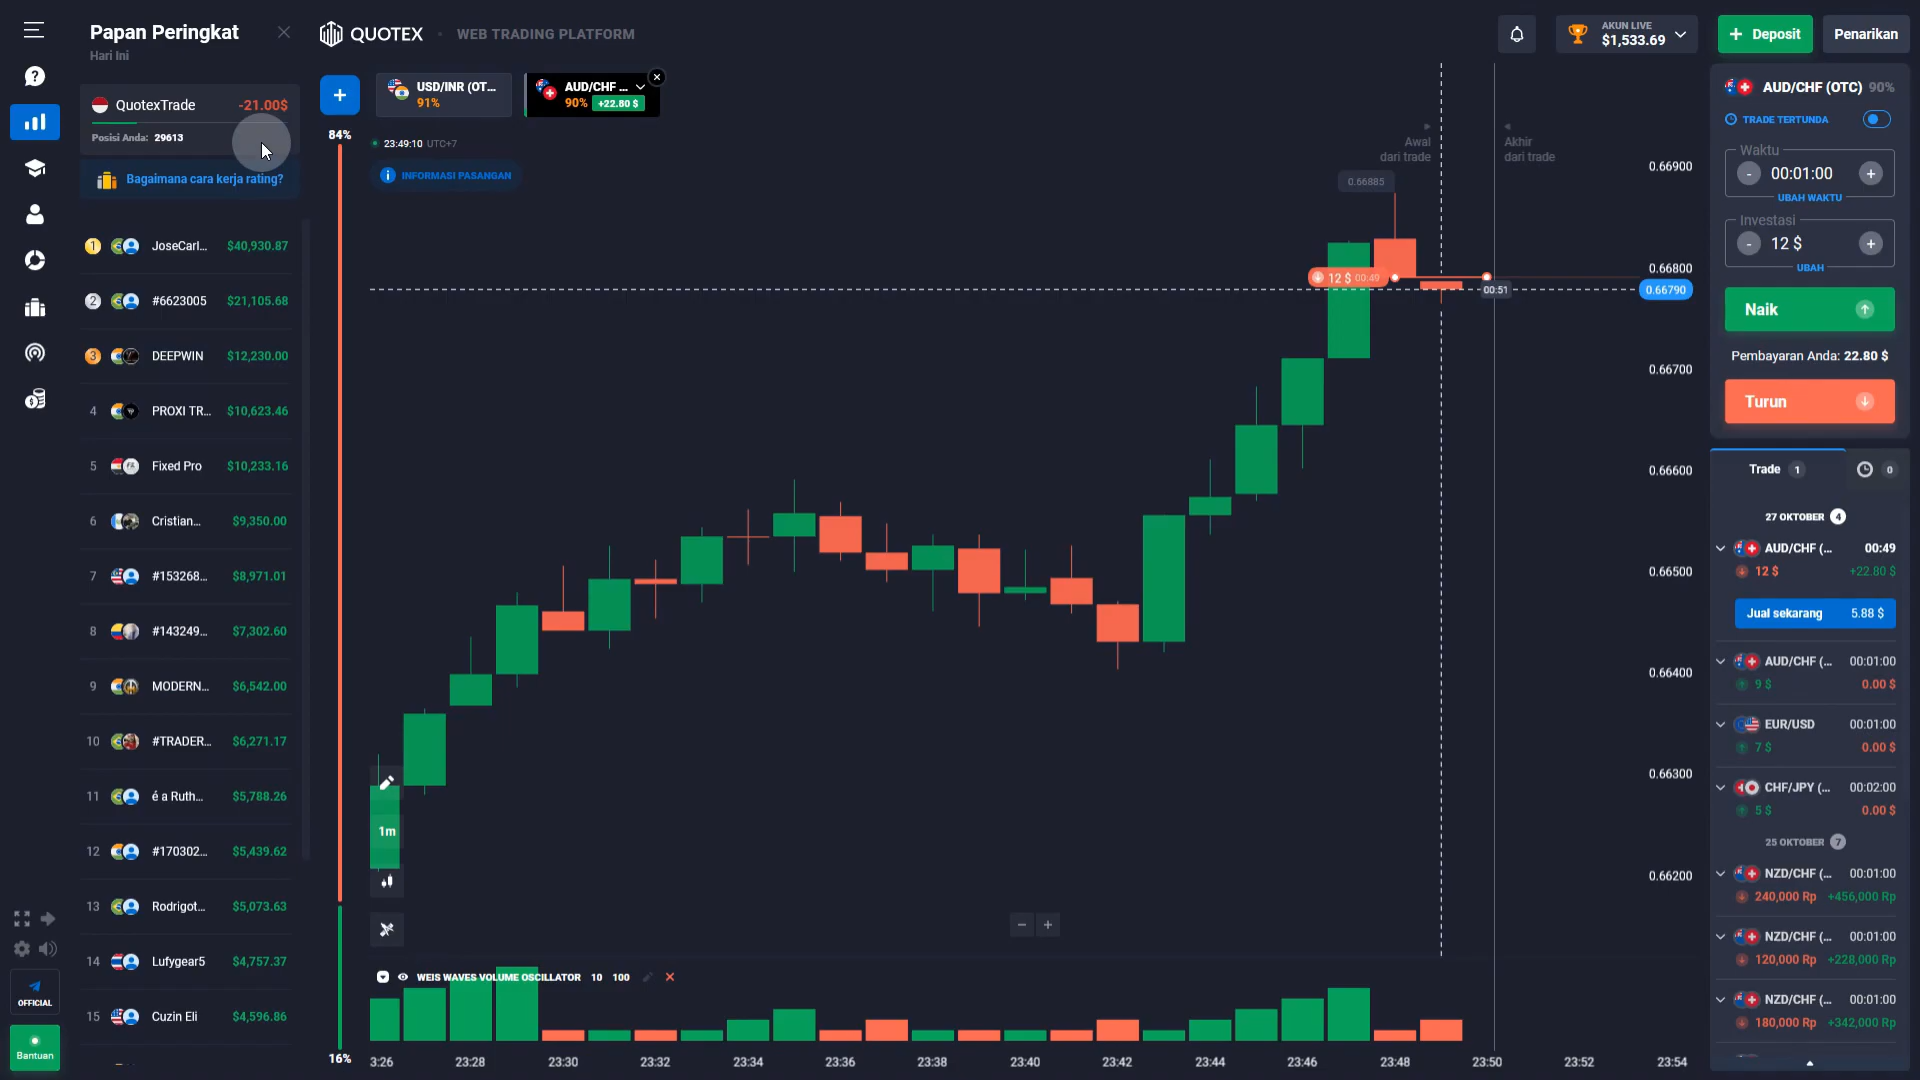 Papan Peringkat
Hari Ini
QuotexTrade -21.00$
Posisi Anda: 29613
Bagaimana cara kerja rating?
1 JoseCarl... $40,930.87
2 #6623005 $21,105.68
3 DEEPWIN $12,230.00
4 PROXI TR... $10,623.46
5 Fixed Pro $10,233.16
6 Cristian... $9,350.00
7 #153268... $8,971.01
8 #143249... $7,302.60
9 MODERN... $6,542.00
10 #TRADER... $6,271.17
11 é a Ruth... $5,788.26
12 #170302... $5,439.62
13 Rodrigot... $5,073.63
14 Lufygear5 $4,757.37
15 Cuzin Eli $4,596.86
OFFICIAL
Bantuan
QUOTEX
WEB TRADING PLATFORM
AKUN LIVE
$1,533.69
+ Deposit
Penarikan
+
USD/INR (OT...
91%
AUD/CHF ...
90% +22.80 $
84%
23:49:10 UTC+7
INFORMASI PASANGAN
Awal
dari trade
Akhir
dari trade
0.66885
12 $ 00:49
00:51
0.66900
0.66800
0.66790
0.66700
0.66600
0.66500
0.66400
0.66300
0.66200
1m
WEIS WAVES VOLUME OSCILLATOR 10 100
16%
3:26 23:28 23:30 23:32 23:34 23:36 23:38 23:40 23:42 23:44 23:46 23:48 23:50 23:52 23:54
AUD/CHF (OTC) 90%
TRADE TERTUNDA
Waktu
- 00:01:00 +
UBAH WAKTU
Investasi
- 12 $ +
UBAH
Naik
Pembayaran Anda: 22.80 $
Turun
Trade 1 0
27 OKTOBER 4
AUD/CHF (... 00:49
12 $ +22.80 $
Jual sekarang 5.88 $
AUD/CHF (... 00:01:00
9 $ 0.00 $
EUR/USD 00:01:00
7 $ 0.00 $
CHF/JPY (... 00:02:00
5 $ 0.00 $
25 OKTOBER 7
NZD/CHF (... 00:01:00
240,000 Rp +456,000 Rp
NZD/CHF (... 00:01:00
120,000 Rp +228,000 Rp
NZD/CHF (... 00:01:00
180,000 Rp +342,000 Rp